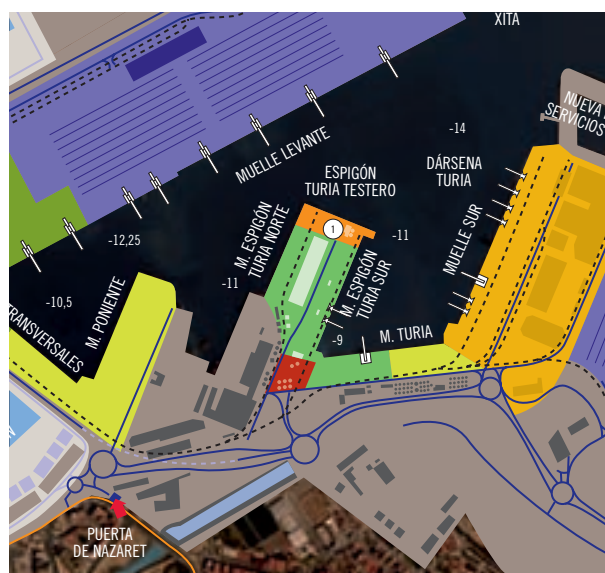 XITA
NUEVA
SERVICIOS
-14
MUELLE LEVANTE
DÁRSENA
TURIA
ESPIGÓN
TURIA TESTERO
1
-11
-12,25
M. ESPIGÓN
TURIA NORTE
MUELLE SUR
-11
M. ESPIGÓN
TURIA SUR
-10,5
M. PONIENTE
TRANSVERSALES
-9
M. TURIA
PUERTA
DE NAZARET